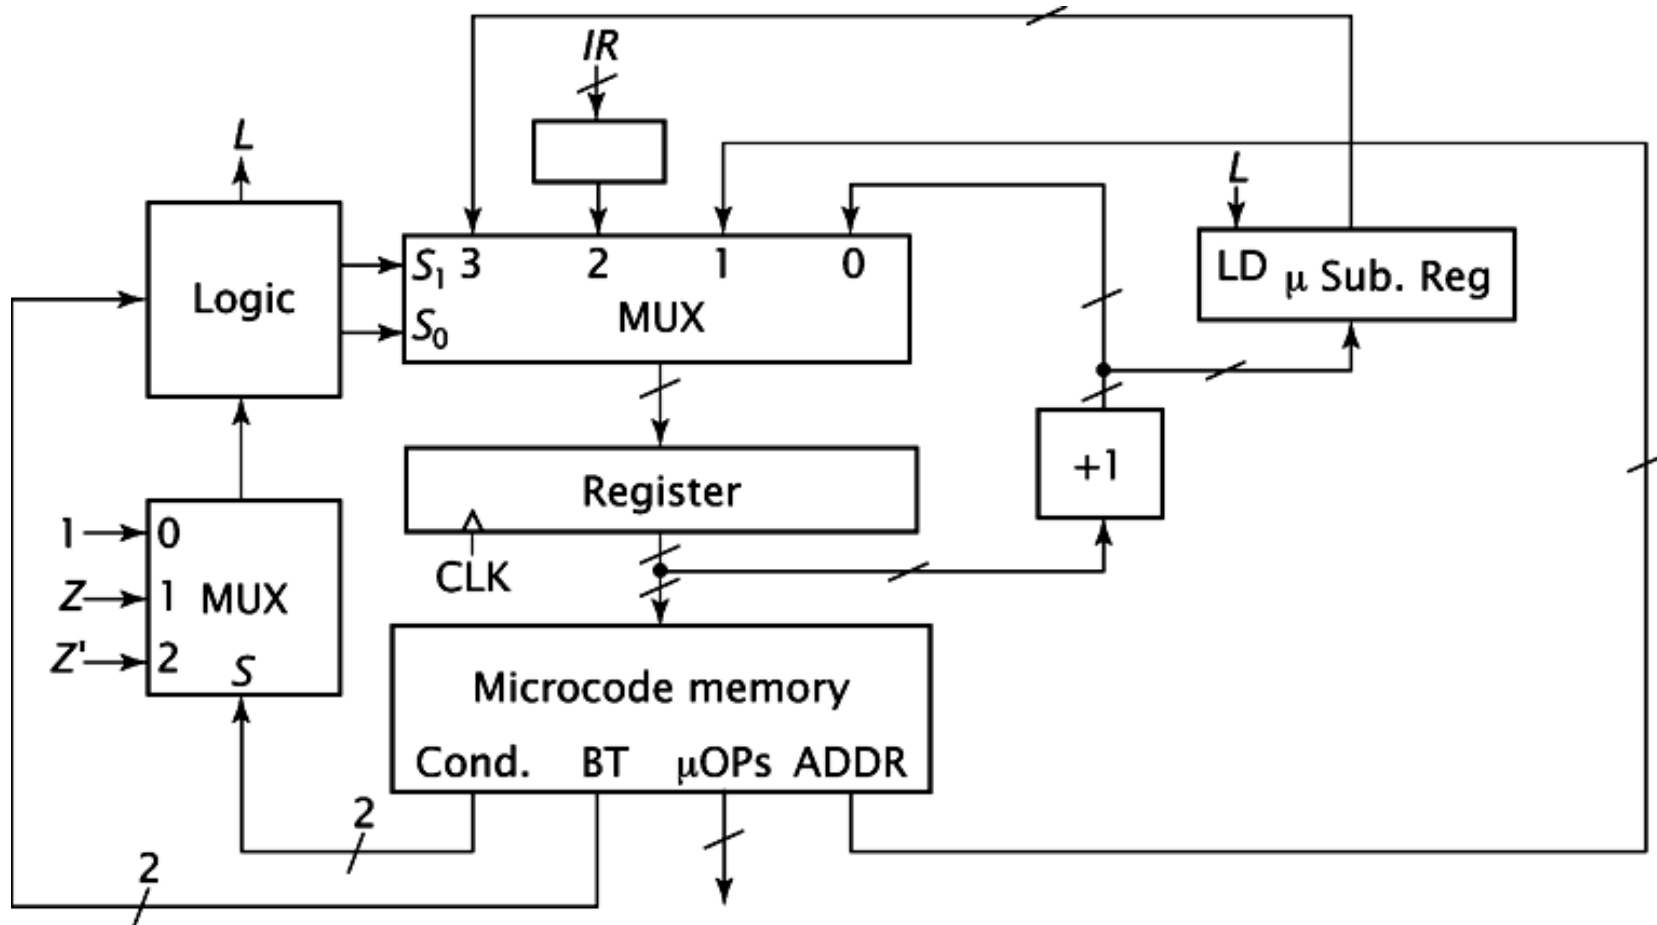 IR
L
L
S1 3 2 1 0
LD μ Sub. Reg
Logic
MUX
S0
+1
Register
1 0
CLK
Z 1 MUX
Z' 2
S
Microcode memory
Cond. BT μOPs ADDR
2
2